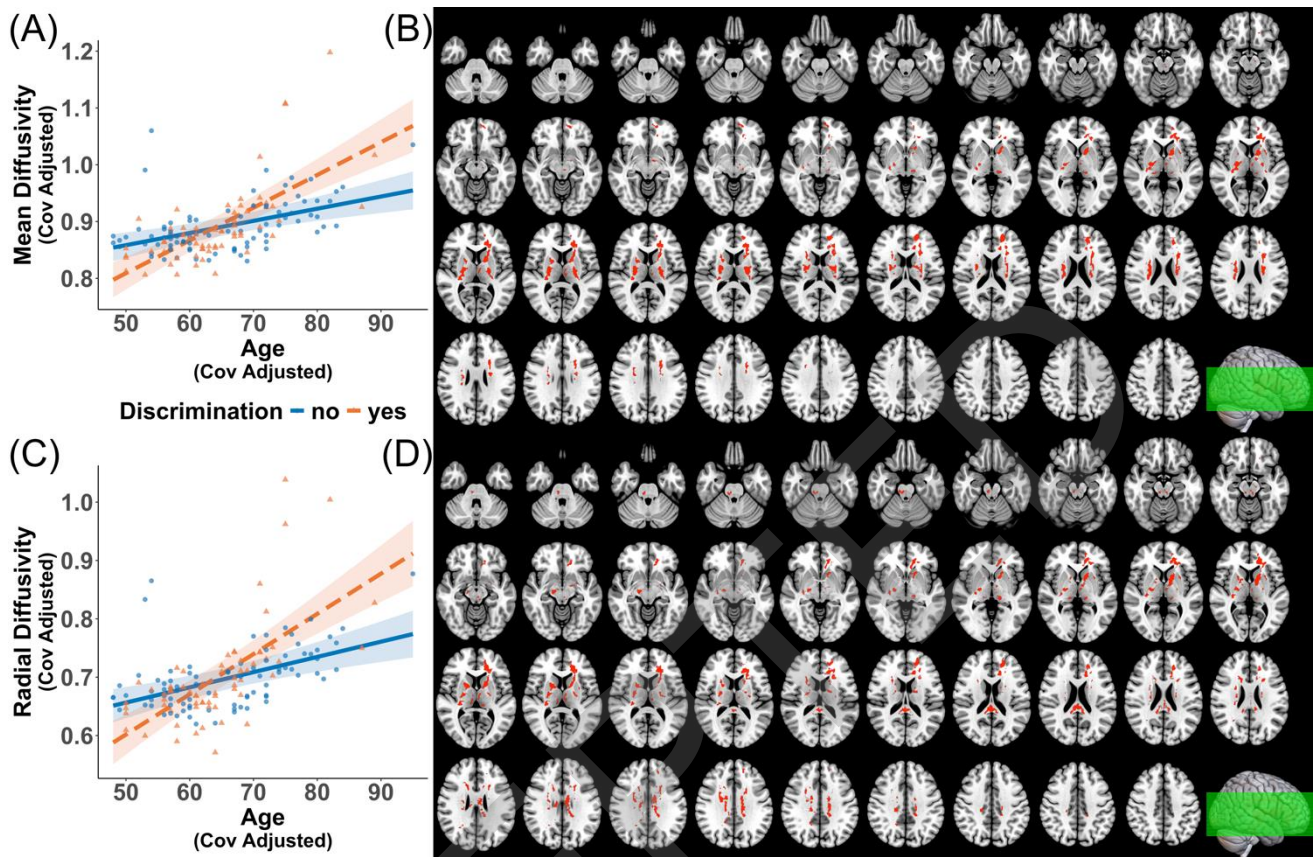 (A)
(B)
1.2
1.1
1.0
0.9
0.8
Mean Diffusivity
(Cov Adjusted)
50 60 70 80 90
Age
(Cov Adjusted)
Discrimination no yes
(C)
(D)
1.0
0.9
0.8
0.7
0.6
Radial Diffusivity
(Cov Adjusted)
50 60 70 80 90
Age
(Cov Adjusted)